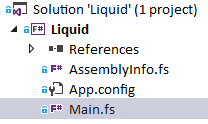 Solution 'Liquid' (1 project)
F# Liquid
References
F# AssemblyInfo.fs
App.config
F# Main.fs